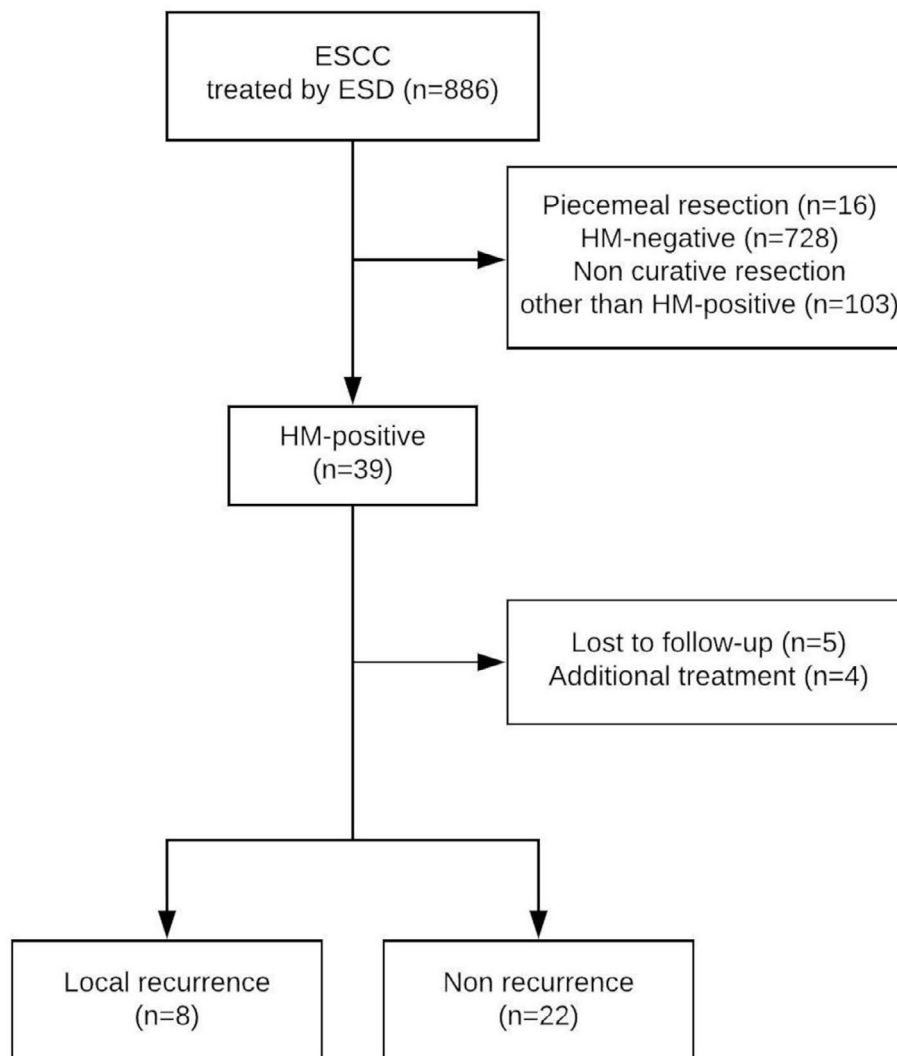 ESCC
treated by ESD (n=886)
Piecemeal resection (n=16)
HM-negative (n=728)
Non curative resection
other than HM-positive (n=103)
HM-positive
(n=39)
Lost to follow-up (n=5)
Additional treatment (n=4)
Local recurrence
(n=8)
Non recurrence
(n=22)